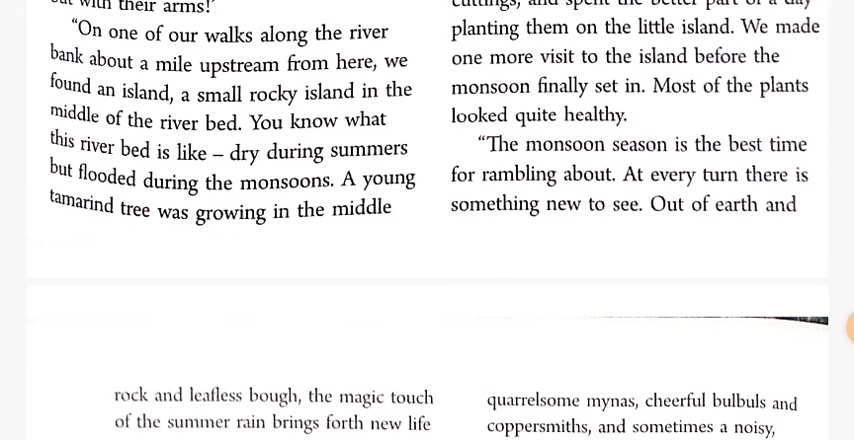 with their arms!'
"On one of our walks along the river
bank about a mile upstream from here, we
found an island, a small rocky island in the
middle of the river bed. You know what
this river bed is like – dry during summers
but flooded during the monsoons. A young
tamarind tree was growing in the middle
cuttings, and spent the better part of a day
planting them on the little island. We made
one more visit to the island before the
monsoon finally set in. Most of the plants
looked quite healthy.
"The monsoon season is the best time
for rambling about. At every turn there is
something new to see. Out of earth and
rock and leafless bough, the magic touch
of the summer rain brings forth new life
quarrelsome mynas, cheerful bulbuls and
coppersmiths, and sometimes a noisy,